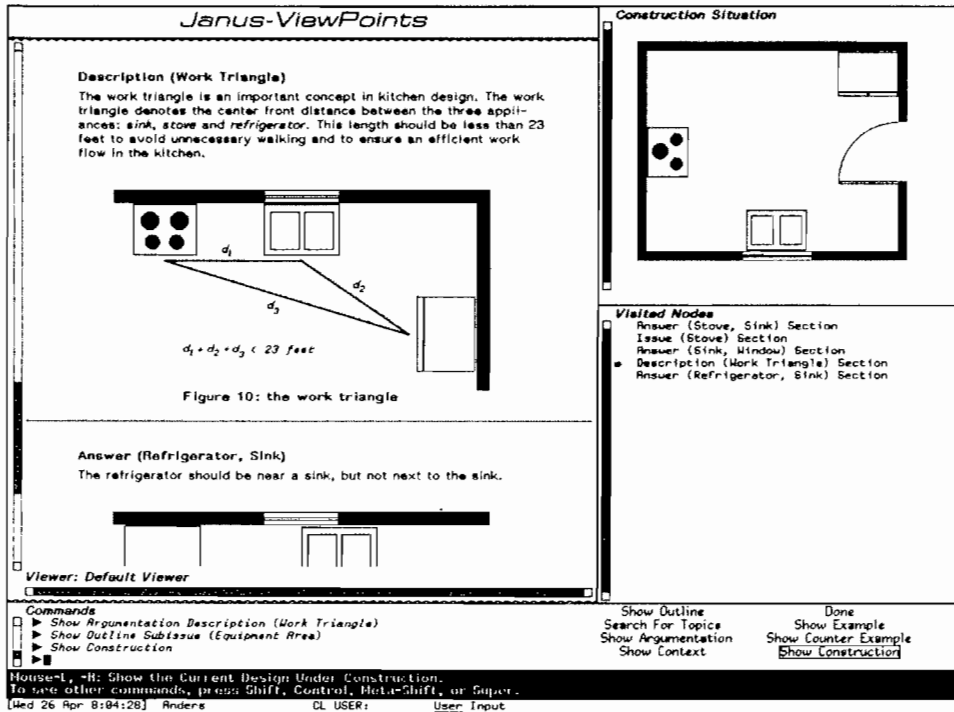 Janus-ViewPoints
Description (Work Triangle)
The work triangle is an important concept in kitchen design. The work
triangle denotes the center front distance between the three appli-
ances: sink, stove and refrigerator. This length should be less than 23
feet to avoid unnecessary walking and to ensure an efficient work
flow in the kitchen.
d1
d2
d3
d1 + d2 + d3 < 23 feet
Figure 10: the work triangle
Answer (Refrigerator, Sink)
The refrigerator should be near a sink, but not next to the sink.
Viewer: Default Viewer
Construction Situation
Visited Nodes
Answer (Stove, Sink) Section
Issue (Stove) Section
Answer (Sink, Window) Section
Description (Work Triangle) Section
Answer (Refrigerator, Sink) Section
Commands
Show Argumentation Description (Work Triangle)
Show Outline Subissue (Equipment Area)
Show Construction
Show Outline Done
Search For Topics Show Example
Show Argumentation Show Counter Example
Show Context Show Construction
Mouse-L, -R: Show the Current Design Under Construction.
To see other commands, press Shift, Control, Meta-Shift, or Super.
[Wed 26 Apr 8:04:28] Anders CL USER: User Input